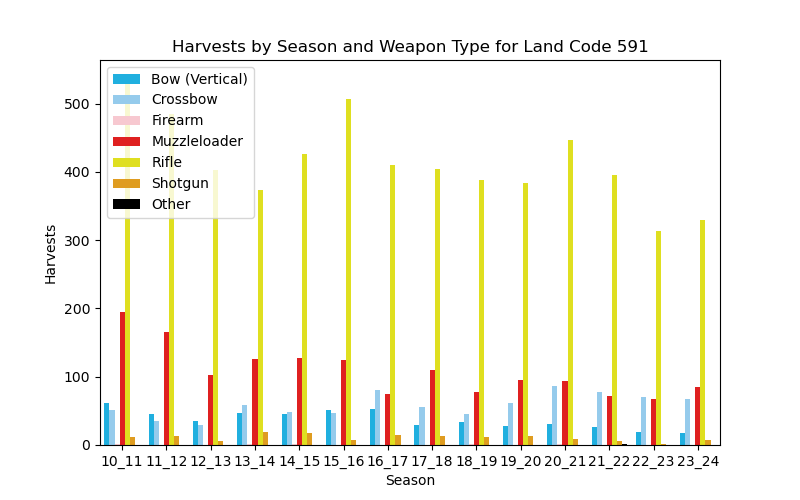 Harvests by Season and Weapon Type for Land Code 591
Bow (Vertical)
Crossbow
Firearm
Muzzleloader
Rifle
Shotgun
Other
500
400
300
200
100
0
Harvests
10_11 11_12 12_13 13_14 14_15 15_16 16_17 17_18 18_19 19_20 20_21 21_22 22_23 23_24
Season